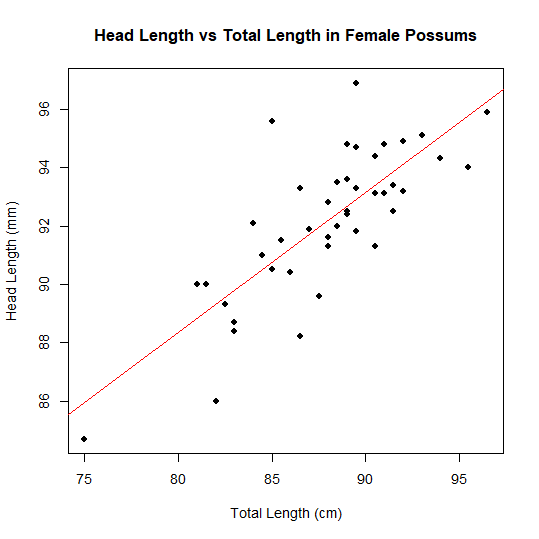 Head Length vs Total Length in Female Possums
Head Length (mm)
96
94
92
90
88
86
75 80 85 90 95
Total Length (cm)